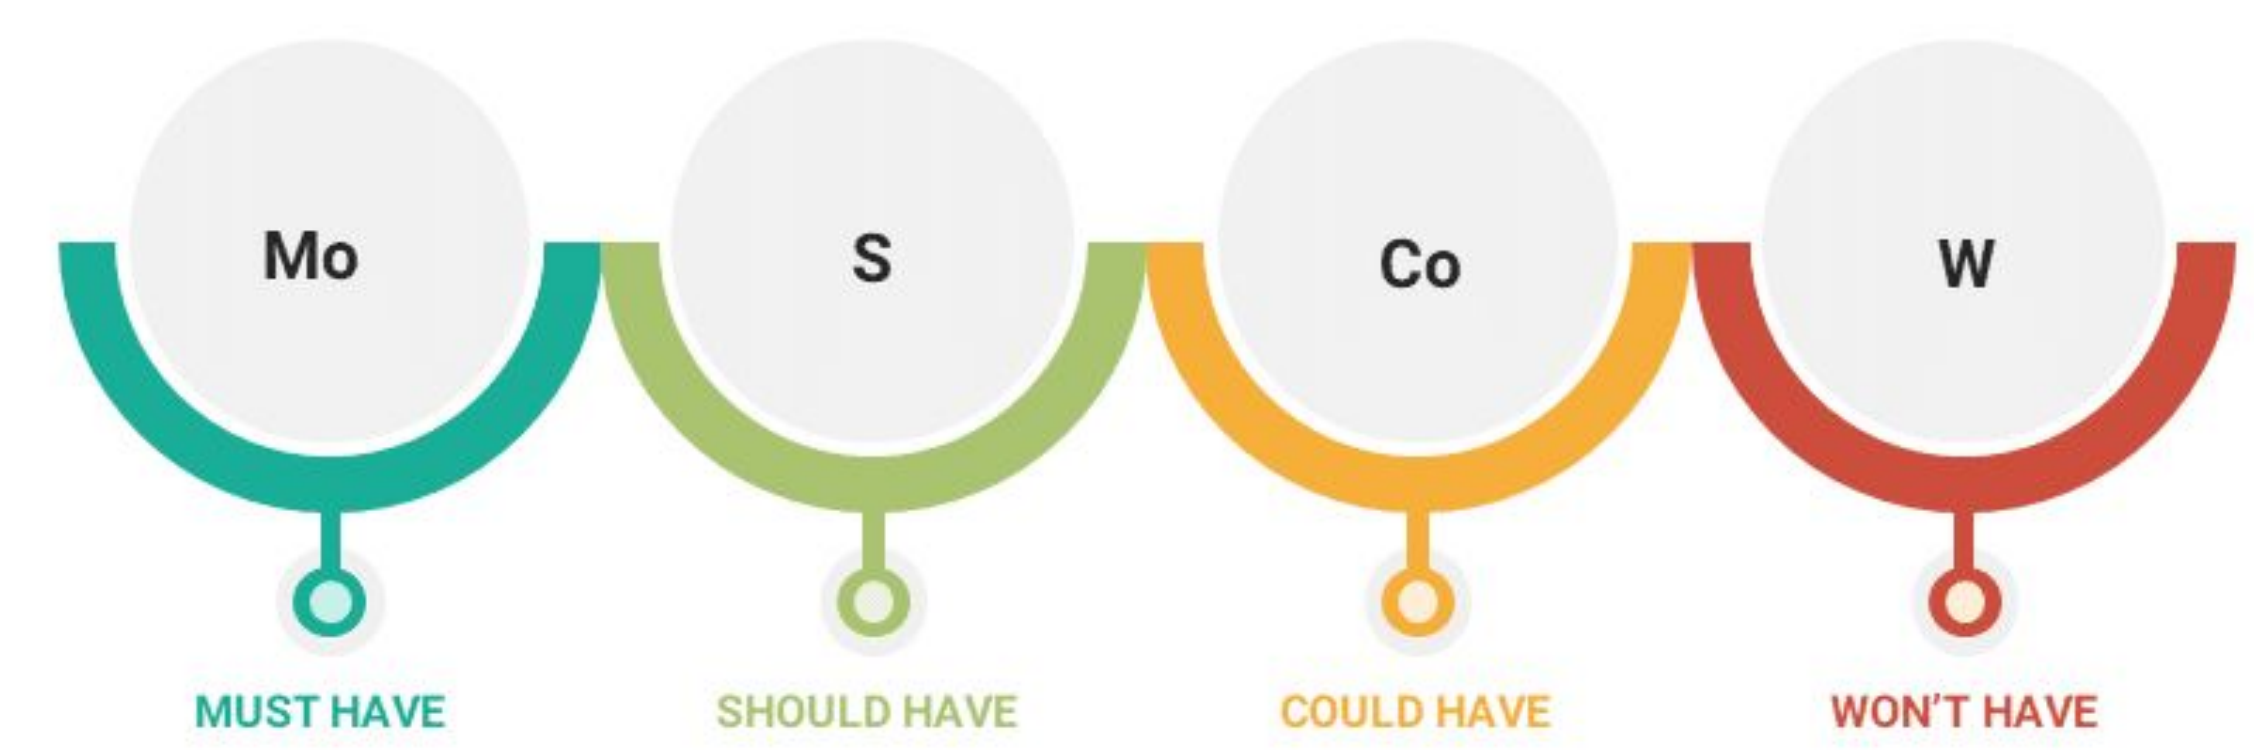 Mo
S
Co
W
MUST HAVE
SHOULD HAVE
COULD HAVE
WON'T HAVE